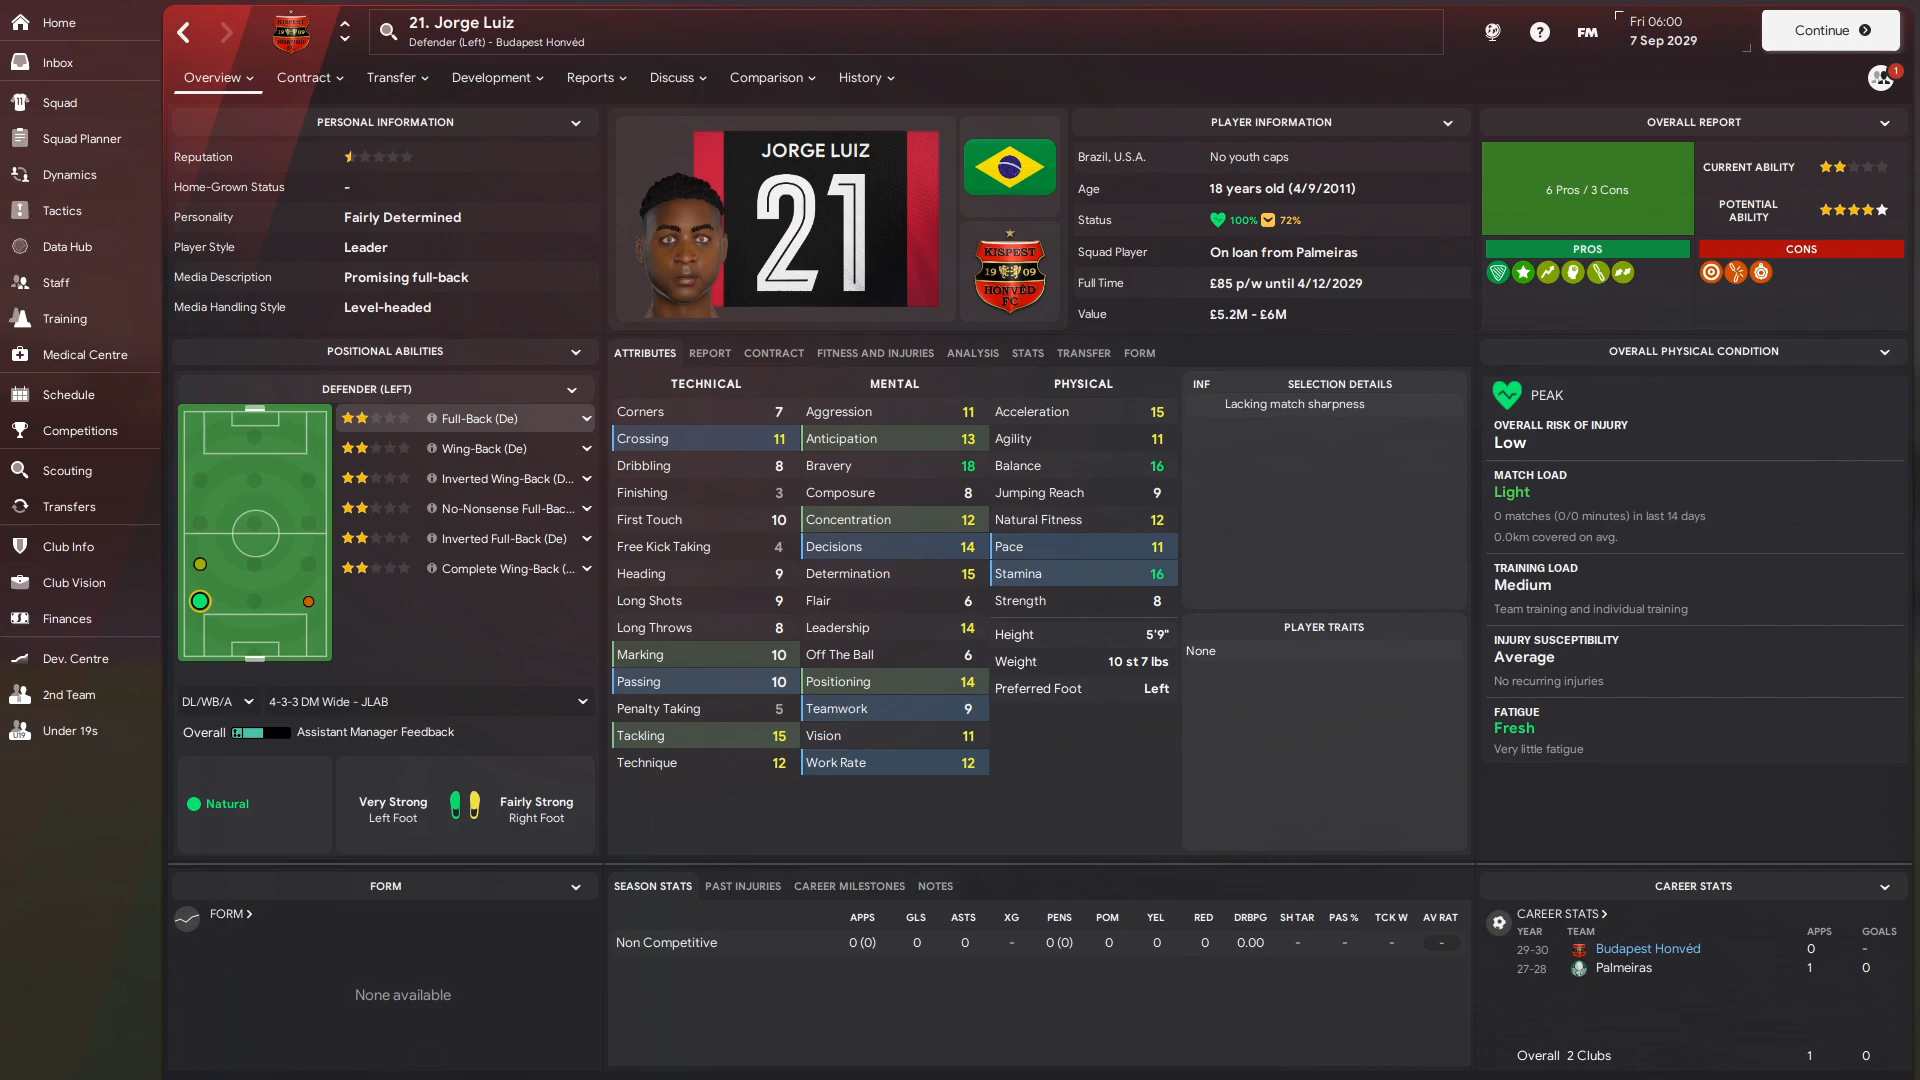 Home
Inbox
Squad
Squad Planner
Dynamics
Tactics
Data Hub
Staff
Training
Medical Centre
Schedule
Competitions
Scouting
Transfers
Club Info
Club Vision
Finances
Dev. Centre
2nd Team
Under 19s
21. Jorge Luiz
Defender (Left) - Budapest Honvéd
FM
Fri 06:00
7 Sep 2029
Continue
Overview
Contract
Transfer
Development
Reports
Discuss
Comparison
History
1
PERSONAL INFORMATION
Reputation
Home-Grown Status -
Personality Fairly Determined
Player Style Leader
Media Description Promising full-back
Media Handling Style Level-headed
JORGE LUIZ
21
KISPEST
1909
HONVÉD
FC
PLAYER INFORMATION
Brazil, U.S.A. No youth caps
Age 18 years old (4/9/2011)
Status 100% 72%
Squad Player On loan from Palmeiras
Full Time £85 p/w until 4/12/2029
Value £5.2M - £6M
OVERALL REPORT
6 Pros / 3 Cons
CURRENT ABILITY
POTENTIAL ABILITY
PROS
CONS
POSITIONAL ABILITIES
DEFENDER (LEFT)
Full-Back (De)
Wing-Back (De)
Inverted Wing-Back (D...
No-Nonsense Full-Bac...
Inverted Full-Back (De)
Complete Wing-Back (...
DL/WB/A
4-3-3 DM Wide - JLAB
Overall
Assistant Manager Feedback
Natural
Very Strong
Left Foot
Fairly Strong
Right Foot
ATTRIBUTES
REPORT
CONTRACT
FITNESS AND INJURIES
ANALYSIS
STATS
TRANSFER
FORM
TECHNICAL
Corners 7
Crossing 11
Dribbling 8
Finishing 3
First Touch 10
Free Kick Taking 4
Heading 9
Long Shots 9
Long Throws 8
Marking 10
Passing 10
Penalty Taking 5
Tackling 15
Technique 12
MENTAL
Aggression 11
Anticipation 13
Bravery 18
Composure 8
Concentration 12
Decisions 14
Determination 15
Flair 6
Leadership 14
Off The Ball 6
Positioning 14
Teamwork 9
Vision 11
Work Rate 12
PHYSICAL
Acceleration 15
Agility 11
Balance 16
Jumping Reach 9
Natural Fitness 12
Pace 11
Stamina 16
Strength 8
Height 5'9"
Weight 10 st 7 lbs
Preferred Foot Left
INF SELECTION DETAILS
Lacking match sharpness
PLAYER TRAITS
None
OVERALL PHYSICAL CONDITION
PEAK
OVERALL RISK OF INJURY
Low
MATCH LOAD
Light
0 matches (0/0 minutes) in last 14 days
0.0km covered on avg.
TRAINING LOAD
Medium
Team training and individual training
INJURY SUSCEPTIBILITY
Average
No recurring injuries
FATIGUE
Fresh
Very little fatigue
FORM
FORM
None available
SEASON STATS
PAST INJURIES
CAREER MILESTONES
NOTES
APPS GLS ASTS XG PENS POM YEL RED DRBPG SH TAR PAS % TCK W AV RAT
Non Competitive 0 (0) 0 0 - 0 (0) 0 0 0 0.00 - - - -
CAREER STATS
CAREER STATS
YEAR TEAM APPS GOALS
29-30 Budapest Honvéd 0 -
27-28 Palmeiras 1 0
Overall 2 Clubs 1 0